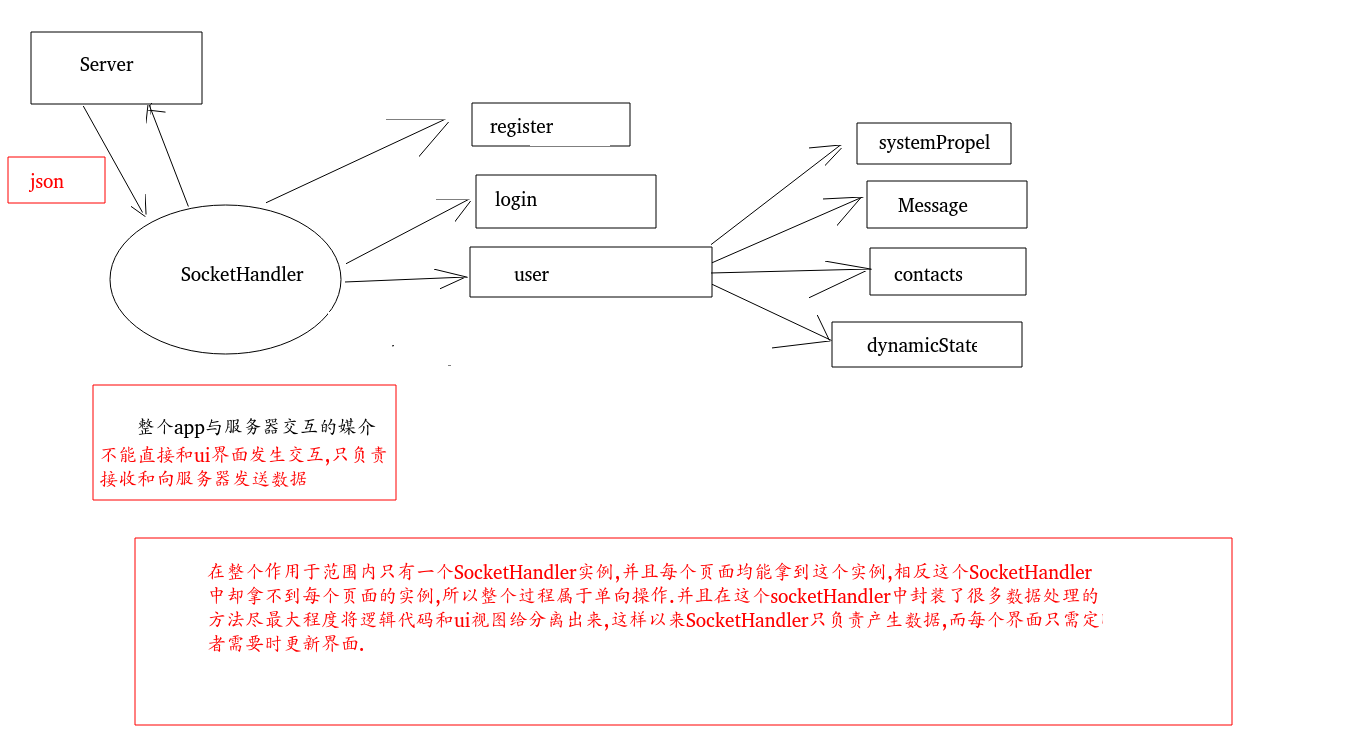 Server
json
SocketHandler
register
login
user
systemPropel
Message
contacts
dynamicState
整个app与服务器交互的媒介
不能直接和ui界面发生交互,只负责
接收和向服务器发送数据
在整个作用于范围内只有一个SocketHandler实例,并且每个页面均能拿到这个实例,相反这个SocketHandler
中却拿不到每个页面的实例,所以整个过程属于单向操作.并且在这个socketHandler中封装了很多数据处理的
方法尽最大程度将逻辑代码和ui视图给分离出来,这样以来SocketHandler只负责产生数据,而每个界面只需定
者需要时更新界面.